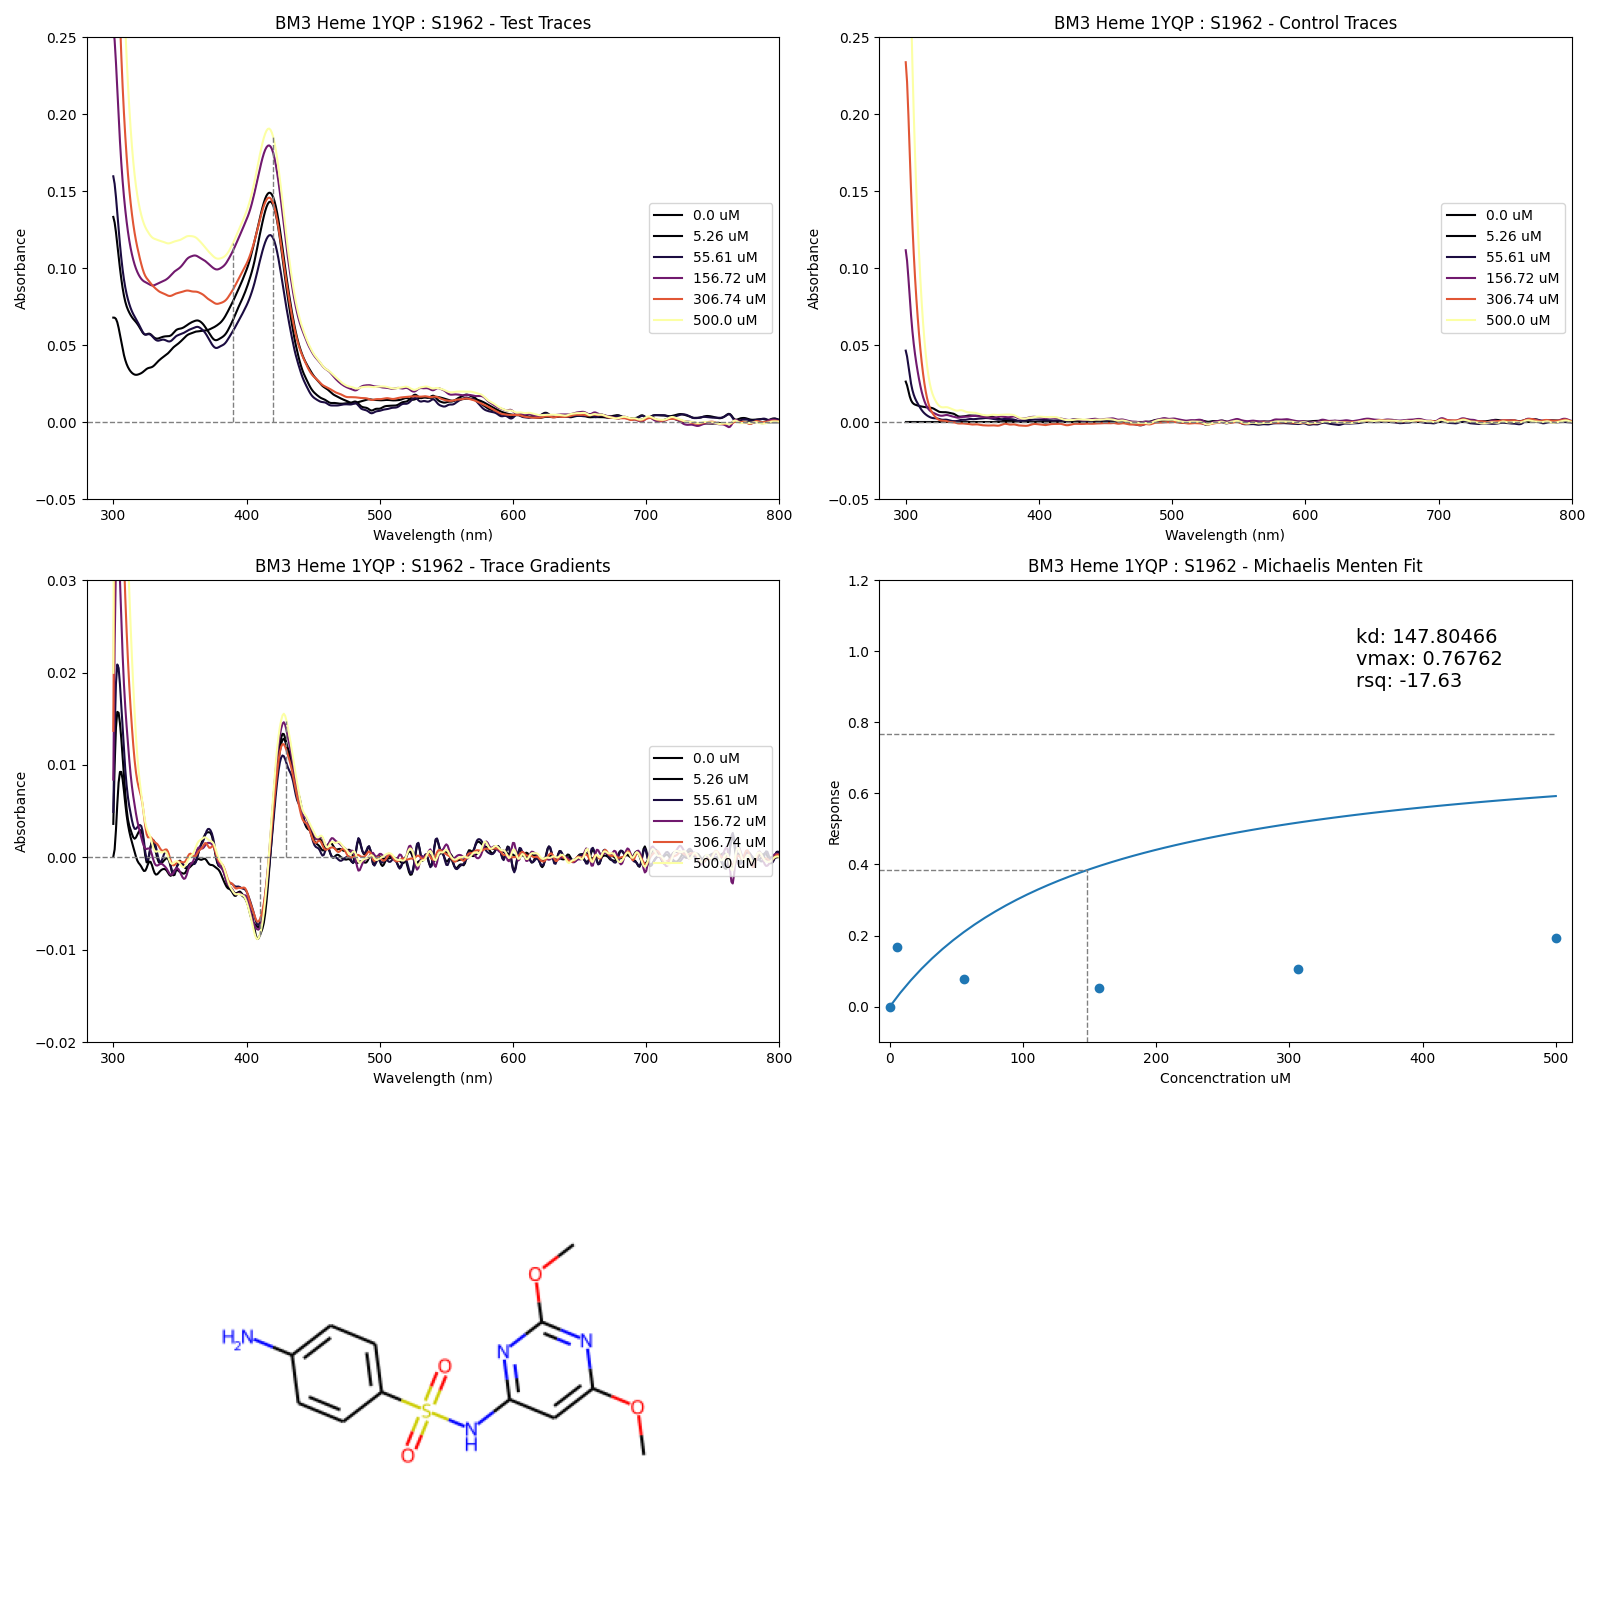 BM3 Heme 1YQP : S1962 - Test Traces
0.25
0.20
0.15
0.10
0.05
0.00
−0.05
Absorbance
300
400
500
600
700
800
Wavelength (nm)
0.0 uM
5.26 uM
55.61 uM
156.72 uM
306.74 uM
500.0 uM
BM3 Heme 1YQP : S1962 - Control Traces
0.25
0.20
0.15
0.10
0.05
0.00
−0.05
Absorbance
300
400
500
600
700
800
Wavelength (nm)
0.0 uM
5.26 uM
55.61 uM
156.72 uM
306.74 uM
500.0 uM
BM3 Heme 1YQP : S1962 - Trace Gradients
0.03
0.02
0.01
0.00
−0.01
−0.02
Absorbance
300
400
500
600
700
800
Wavelength (nm)
0.0 uM
5.26 uM
55.61 uM
156.72 uM
306.74 uM
500.0 uM
BM3 Heme 1YQP : S1962 - Michaelis Menten Fit
1.2
1.0
0.8
0.6
0.4
0.2
0.0
Response
kd: 147.80466
vmax: 0.76762
rsq: -17.63
0
100
200
300
400
500
Concenctration uM
O
H2N
N
N
O
O
S
N
H
O